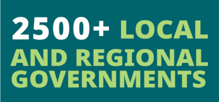 2500+ LOCAL
AND REGIONAL
GOVERNMENTS